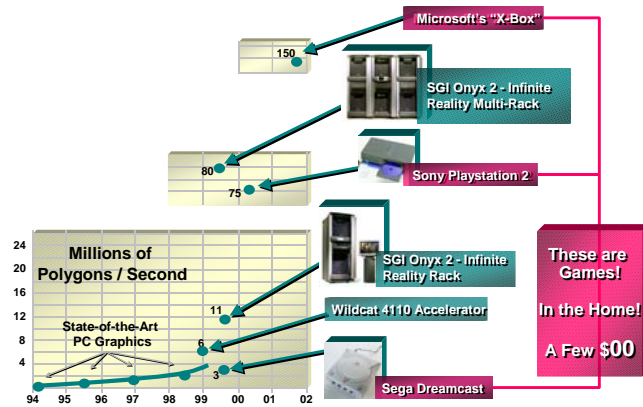 Microsoft's "X-Box"
150
SGI Onyx 2 - Infinite
Reality Multi-Rack
80
75
Sony Playstation 2
24
20
16
12
8
4
Millions of
Polygons / Second
State-of-the-Art
PC Graphics
11
6
3
SGI Onyx 2 - Infinite
Reality Rack
Wildcat 4110 Accelerator
Sega Dreamcast
These are
Games!
In the Home!
A Few $00
94 95 96 97 98 99 00 01 02